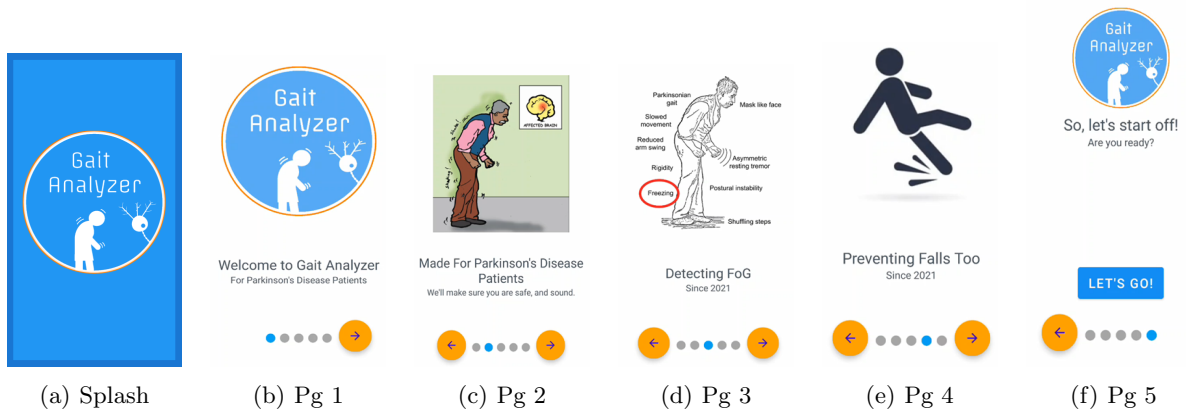 Gait
Analyzer
(a) Splash
Gait
Analyzer
Welcome to Gait Analyzer
For Parkinson's Disease Patients
(b) Pg 1
AFFECTED BRAIN
Made For Parkinson's Disease
Patients
We'll make sure you are safe, and sound.
(c) Pg 2
Parkinsonian
gait
Mask like face
Slowed
movement
Reduced
arm swing
Asymmetric
resting tremor
Rigidity
Freezing
Postural instability
Shuffling steps
Detecting FoG
Since 2021
(d) Pg 3
Preventing Falls Too
Since 2021
(e) Pg 4
Gait
Analyzer
So, let's start off!
Are you ready?
LET'S GO!
(f) Pg 5